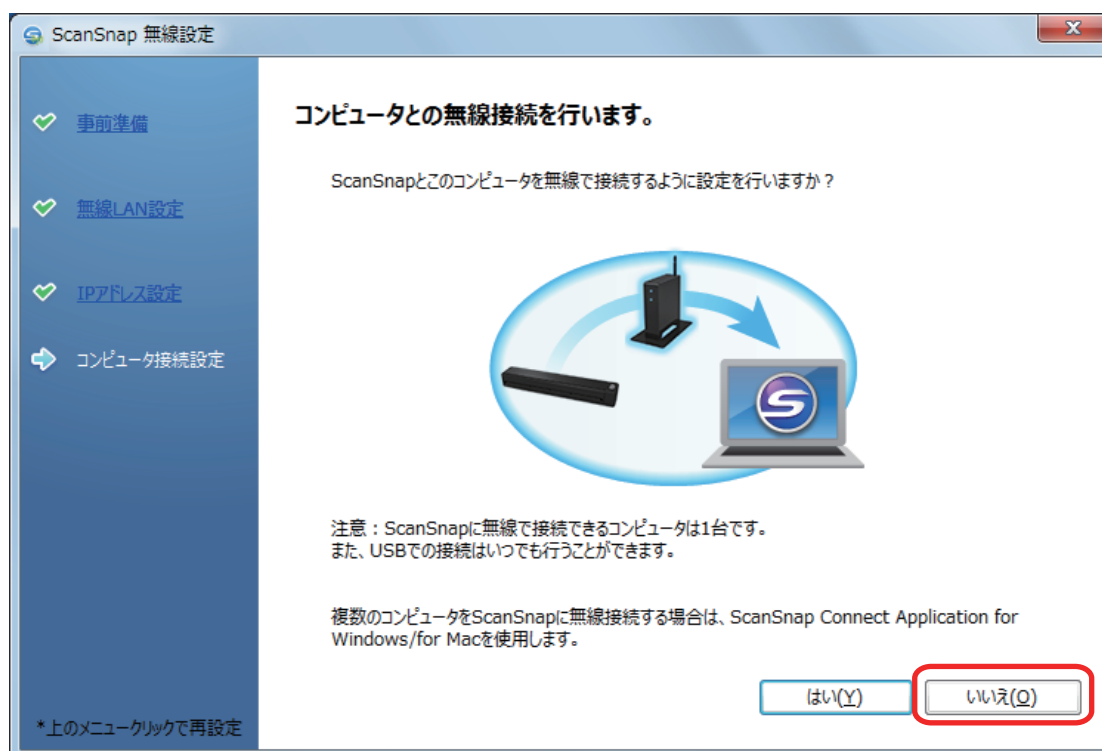 ScanSnap 無線設定
事前準備
無線LAN設定
IPアドレス設定
コンピュータ接続設定
*上のメニュークリックで再設定
コンピュータとの無線接続を行います。
ScanSnapとこのコンピュータを無線で接続するように設定を行いますか？
注意：ScanSnapに無線で接続できるコンピュータは1台です。
また、USBでの接続はいつでも行うことができます。
複数のコンピュータをScanSnapに無線接続する場合は、ScanSnap Connect Application for
Windows/for Macを使用します。
はい(Y)
いいえ(O)